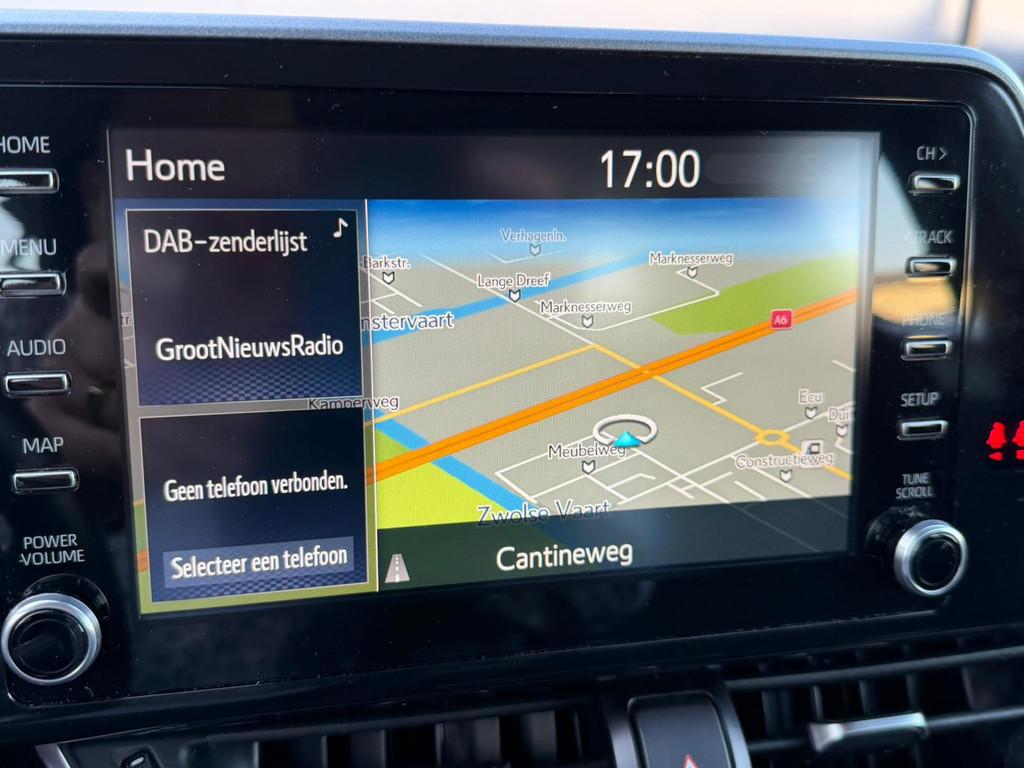 Home
17:00
HOME
MENU
AUDIO
MAP
POWER
VOLUME
DAB-zenderlijst
GrootNieuwsRadio
Geen telefoon verbonden.
Selecteer een telefoon
Verhagenln.
Barkstr.
Marknesserweg
Lange Dreef
Marknesserweg
nstervaart
A6
Kamperweg
Ecu
Dui
Meubelweg
Constructieweg
Zwolse Vaart
Cantineweg
CH >
TRACK
PHONE
SETUP
TUNE
SCROLL